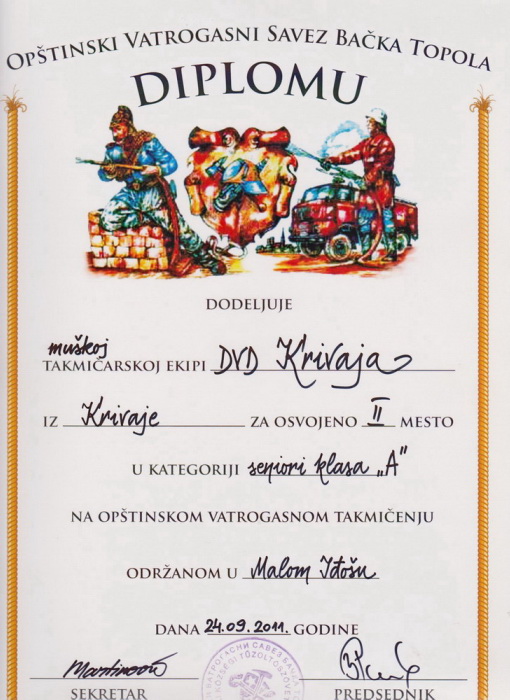 OPŠTINSKI VATROGASNI SAVEZ BAČKA TOPOLA
DIPLOMU
DODELJUJE
muškoj
TAKMIČARSKOJ EKIPI DVD Krivaja
IZ Krivaje ZA OSVOJENO II MESTO
U KATEGORIJI seniori klasa „A"
NA OPŠTINSKOM VATROGASNOM TAKMIČENJU
ODRŽANOM U Malom Iđošu
DANA 24.09.2011. GODINE
SEKRETAR PREDSEDNIK